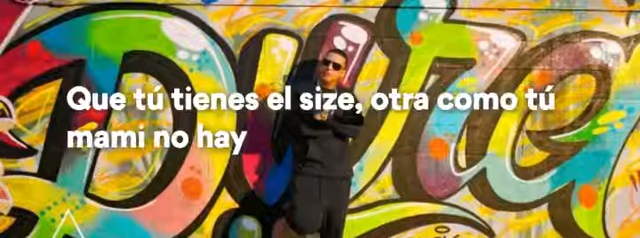 Que tú tienes el size, otra como tú
mami no hay